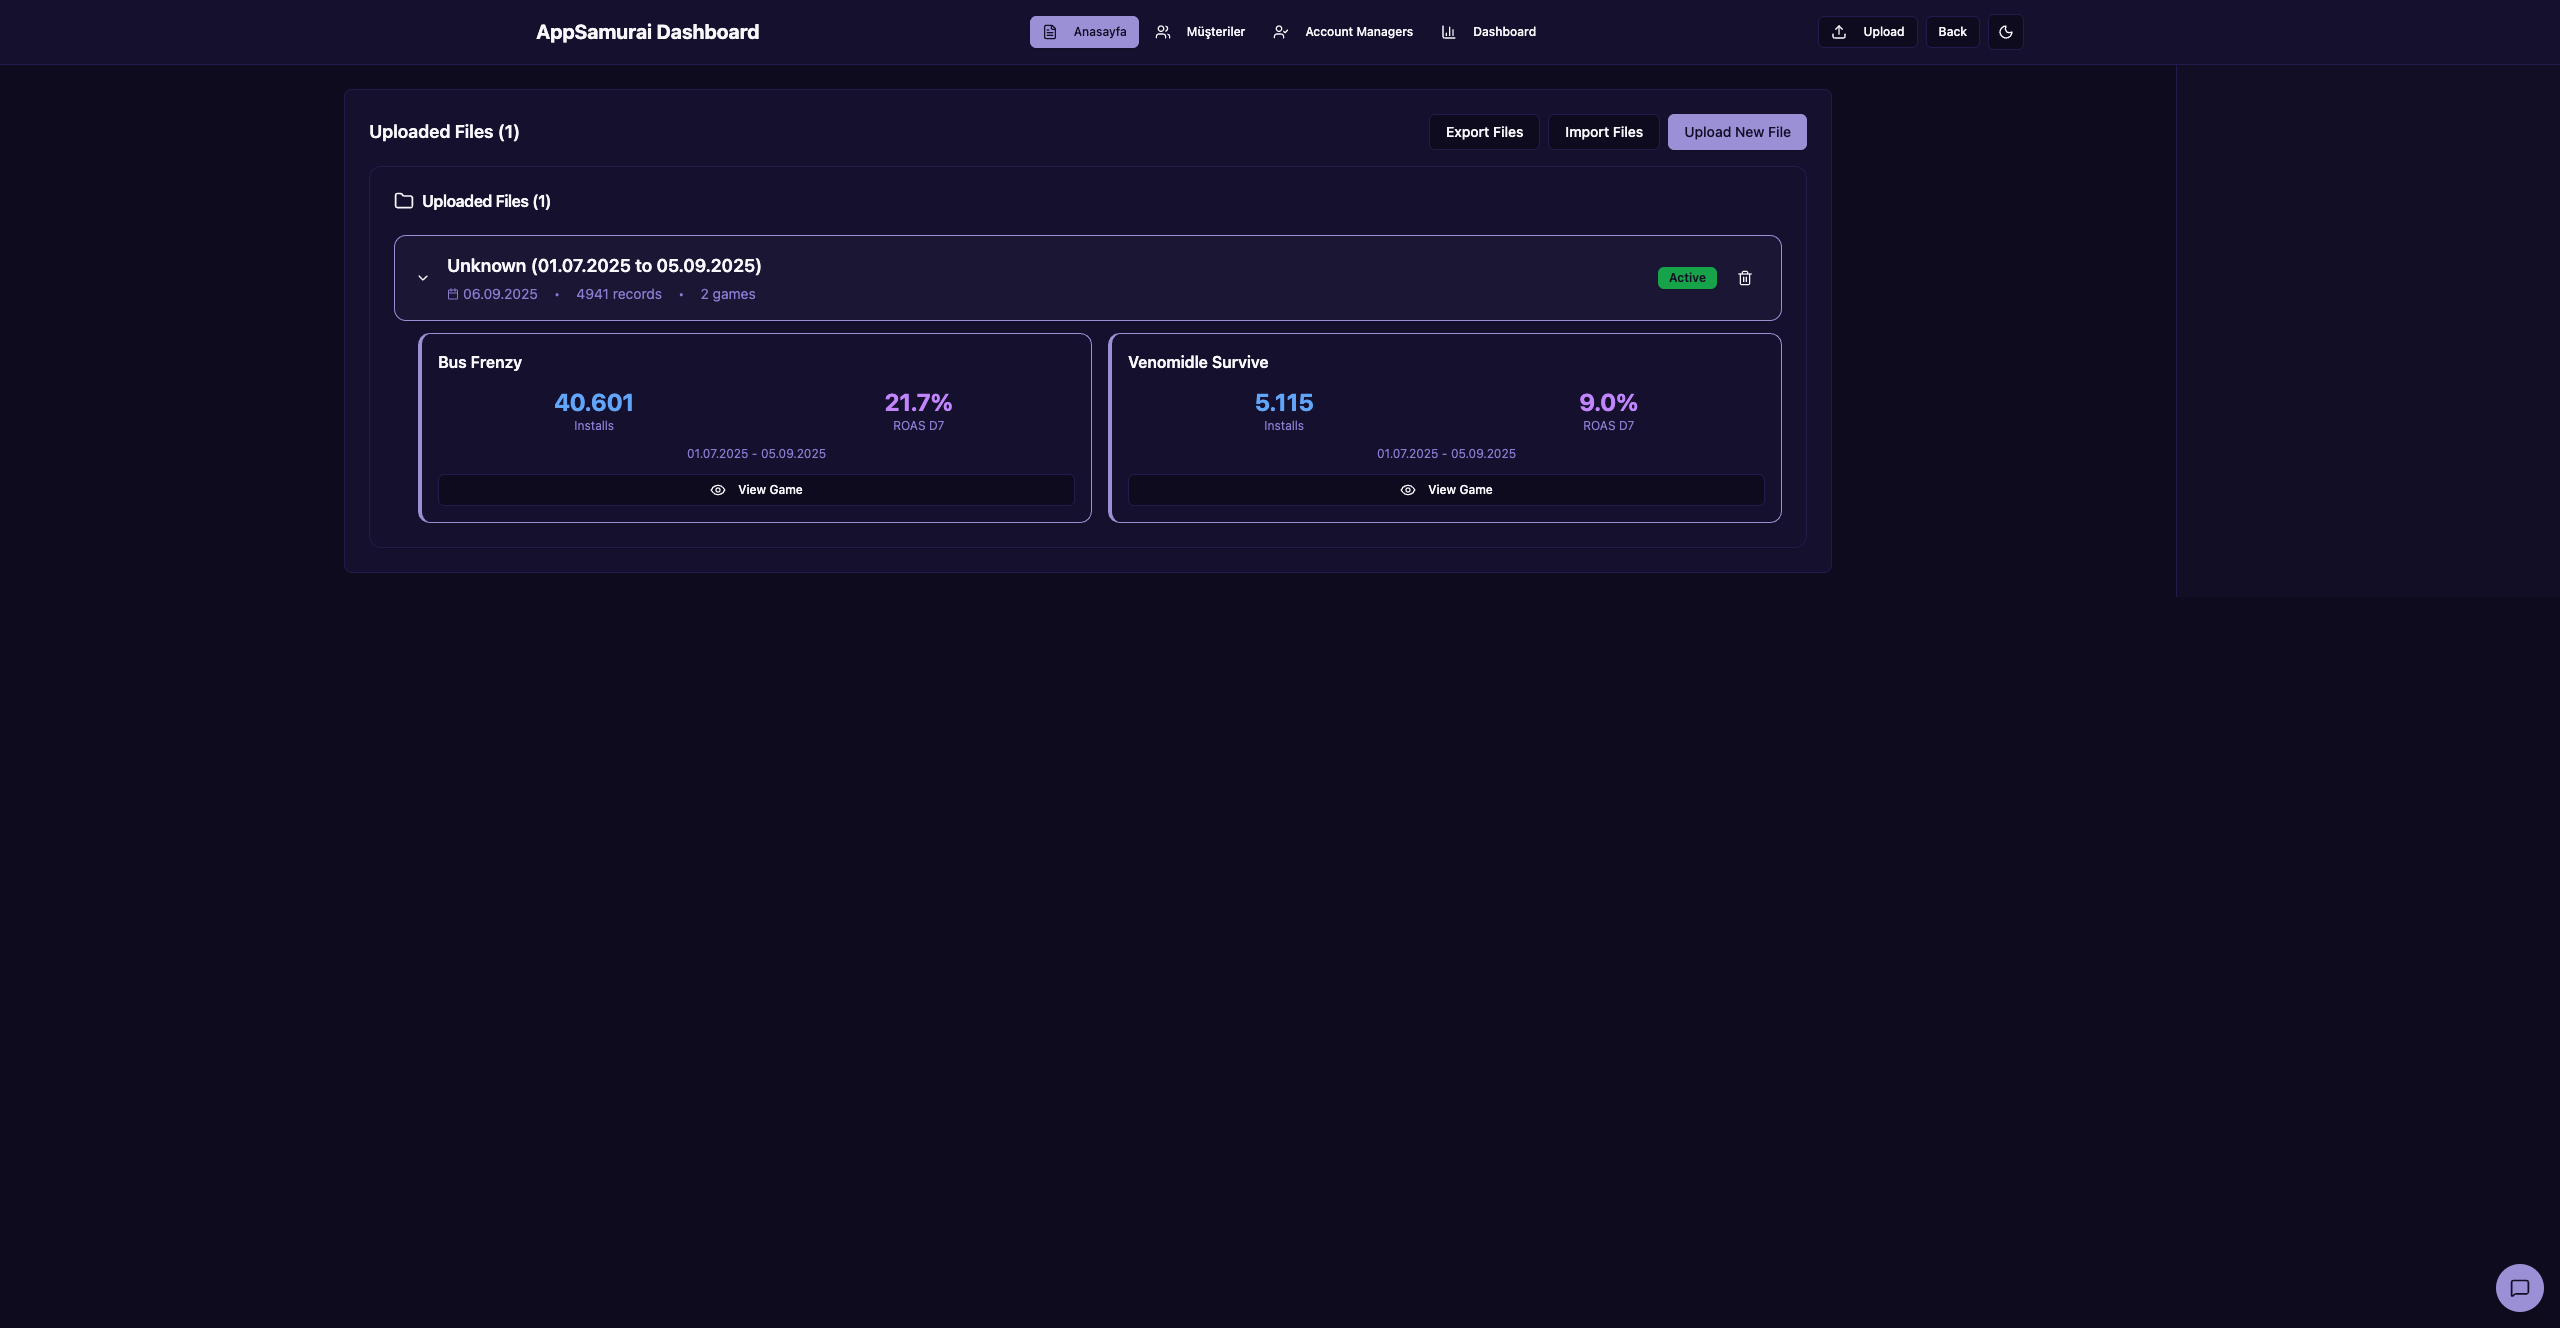 AppSamurai Dashboard
Anasayfa
Müşteriler
Account Managers
Dashboard
Upload
Back
Uploaded Files (1)
Export Files
Import Files
Upload New File
Uploaded Files (1)
Unknown (01.07.2025 to 05.09.2025)
06.09.2025 • 4941 records • 2 games
Active
Bus Frenzy
40.601
Installs
21.7%
ROAS D7
01.07.2025 - 05.09.2025
View Game
Venomidle Survive
5.115
Installs
9.0%
ROAS D7
01.07.2025 - 05.09.2025
View Game